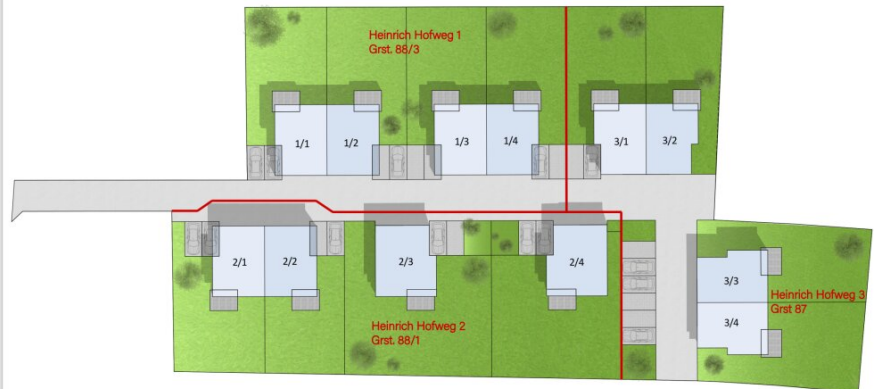 Heinrich Hofweg 1
Grst. 88/3
1/1
1/2
1/3
1/4
3/1
3/2
2/1
2/2
2/3
2/4
3/3
3/4
Heinrich Hofweg 3
Grst 87
Heinrich Hofweg 2
Grst. 88/1